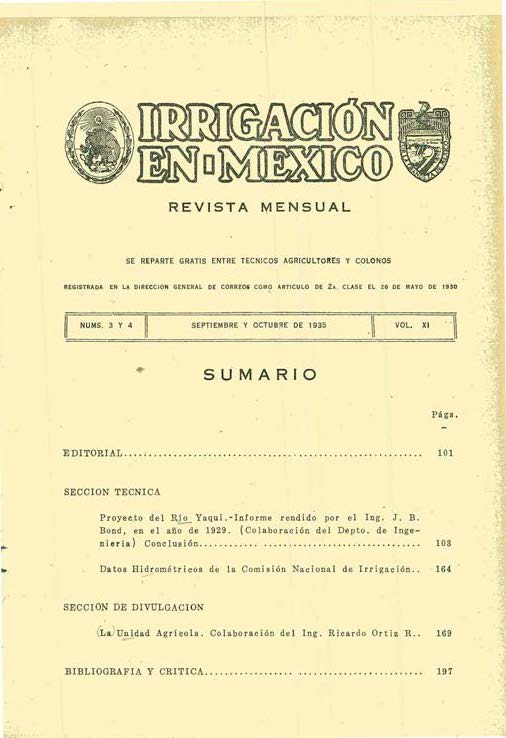 IRRIGACIÓN
EN MEXICO
REVISTA MENSUAL
SE REPARTE GRATIS ENTRE TECNICOS AGRICULTORES Y COLONOS
REGISTRADA EN LA DIRECCION GENERAL DE CORREOS COMO ARTICULO DE 2a. CLASE EL 26 DE MAYO DE 1930
NUMS. 3 Y 4 SEPTIEMBRE Y OCTUBRE DE 1935 VOL. XI
SUMARIO
Págs.
EDITORIAL.................................................... 101
SECCION TECNICA
Proyecto del Río Yaqui.-Informe rendido por el Ing. J. B.
Bond, en el año de 1929. (Colaboración del Depto. de Inge-
niería) Conclusión..................................... 103
Datos Hidrométricos de la Comisión Nacional de Irrigación.. 164
SECCION DE DIVULGACION
(La) Unidad Agrícola. Colaboración del Ing. Ricardo Ortiz R.. 169
BIBLIOGRAFIA Y CRITICA..................................... 197